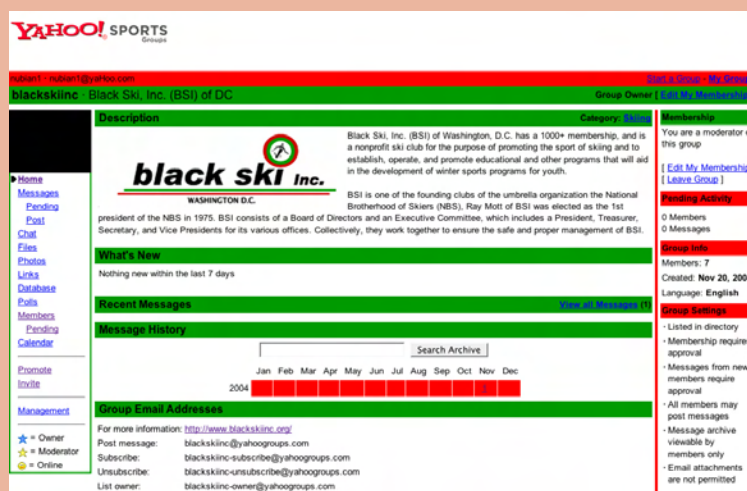 YAHOO! SPORTS
Groups
nubian1 · nubian1@yaHoo.com
Start a Group - My Group
blackskiinc · Black Ski, Inc. (BSI) of DC
Group Owner [ Edit My Membership
Home
Messages
Pending
Post
Chat
Files
Photos
Links
Database
Polls
Members
Pending
Calendar
Promote
Invite
Management
= Owner
= Moderator
= Online
Description
Category: Skiing
black ski Inc.
WASHINGTON D.C.
Black Ski, Inc. (BSI) of Washington, D.C. has a 1000+ membership, and is
a nonprofit ski club for the purpose of promoting the sport of skiing and to
establish, operate, and promote educational and other programs that will aid
in the development of winter sports programs for youth.
BSI is one of the founding clubs of the umbrella organization the National
Brotherhood of Skiers (NBS), Ray Mott of BSI was elected as the 1st
president of the NBS in 1975. BSI consists of a Board of Directors and an Executive Committee, which includes a President, Treasurer,
Secretary, and Vice Presidents for its various offices. Collectively, they work together to ensure the safe and proper management of BSI.
What's New
Nothing new within the last 7 days
Recent Messages
View all Messages (1)
Message History
Search Archive
Jan Feb Mar Apr May Jun Jul Aug Sep Oct Nov Dec
2004 1
Group Email Addresses
For more information: http://www.blackskiinc.org/
Post message: blackskiinc@yahoogroups.com
Subscribe: blackskiinc-subscribe@yahoogroups.com
Unsubscribe: blackskiinc-unsubscribe@yahoogroups.com
List owner: blackskiinc-owner@yahoogroups.com
Membership
You are a moderator
this group
[ Edit My Membership
[ Leave Group ]
Pending Activity
0 Members
0 Messages
Group Info
Members: 7
Created: Nov 20, 200
Language: English
Group Settings
· Listed in directory
· Membership require
approval
· Messages from new
members require
approval
· All members may
post messages
· Message archive
viewable by
members only
· Email attachments
are not permitted